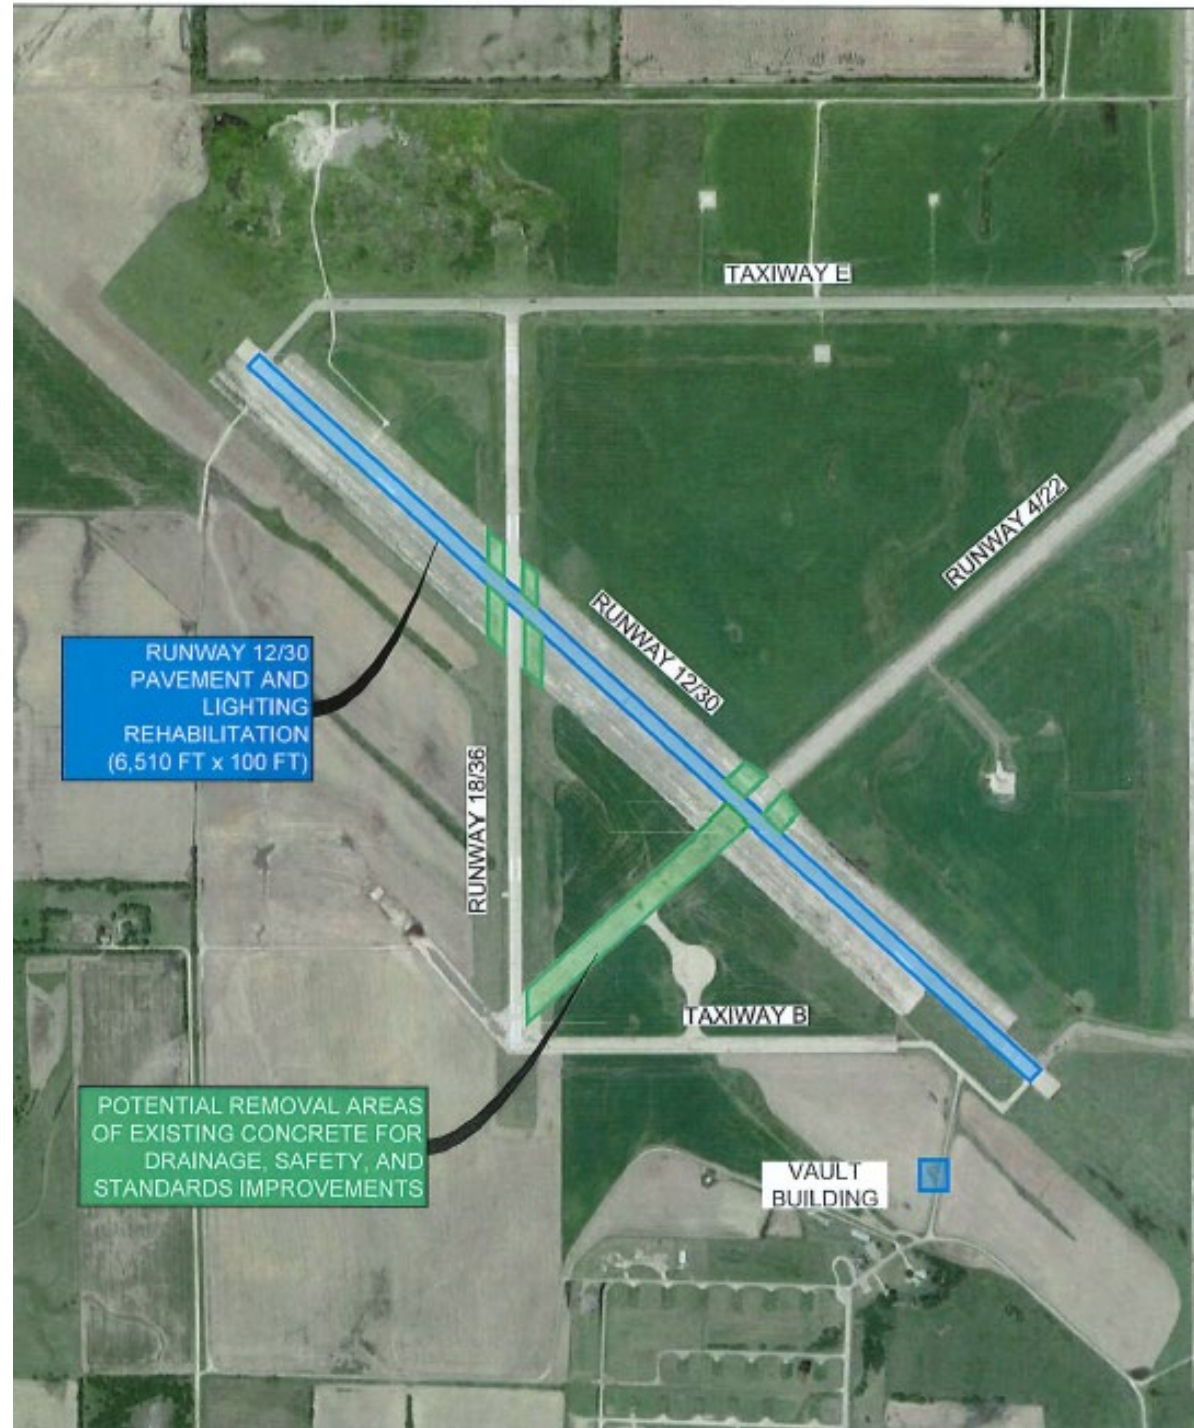 TAXIWAY E
RUNWAY 4/22
RUNWAY 12/30
RUNWAY 12/30
PAVEMENT AND
LIGHTING
REHABILITATION
(6,510 FT x 100 FT)
RUNWAY 18/36
TAXIWAY B
POTENTIAL REMOVAL AREAS
OF EXISTING CONCRETE FOR
DRAINAGE, SAFETY, AND
STANDARDS IMPROVEMENTS
VAULT
BUILDING